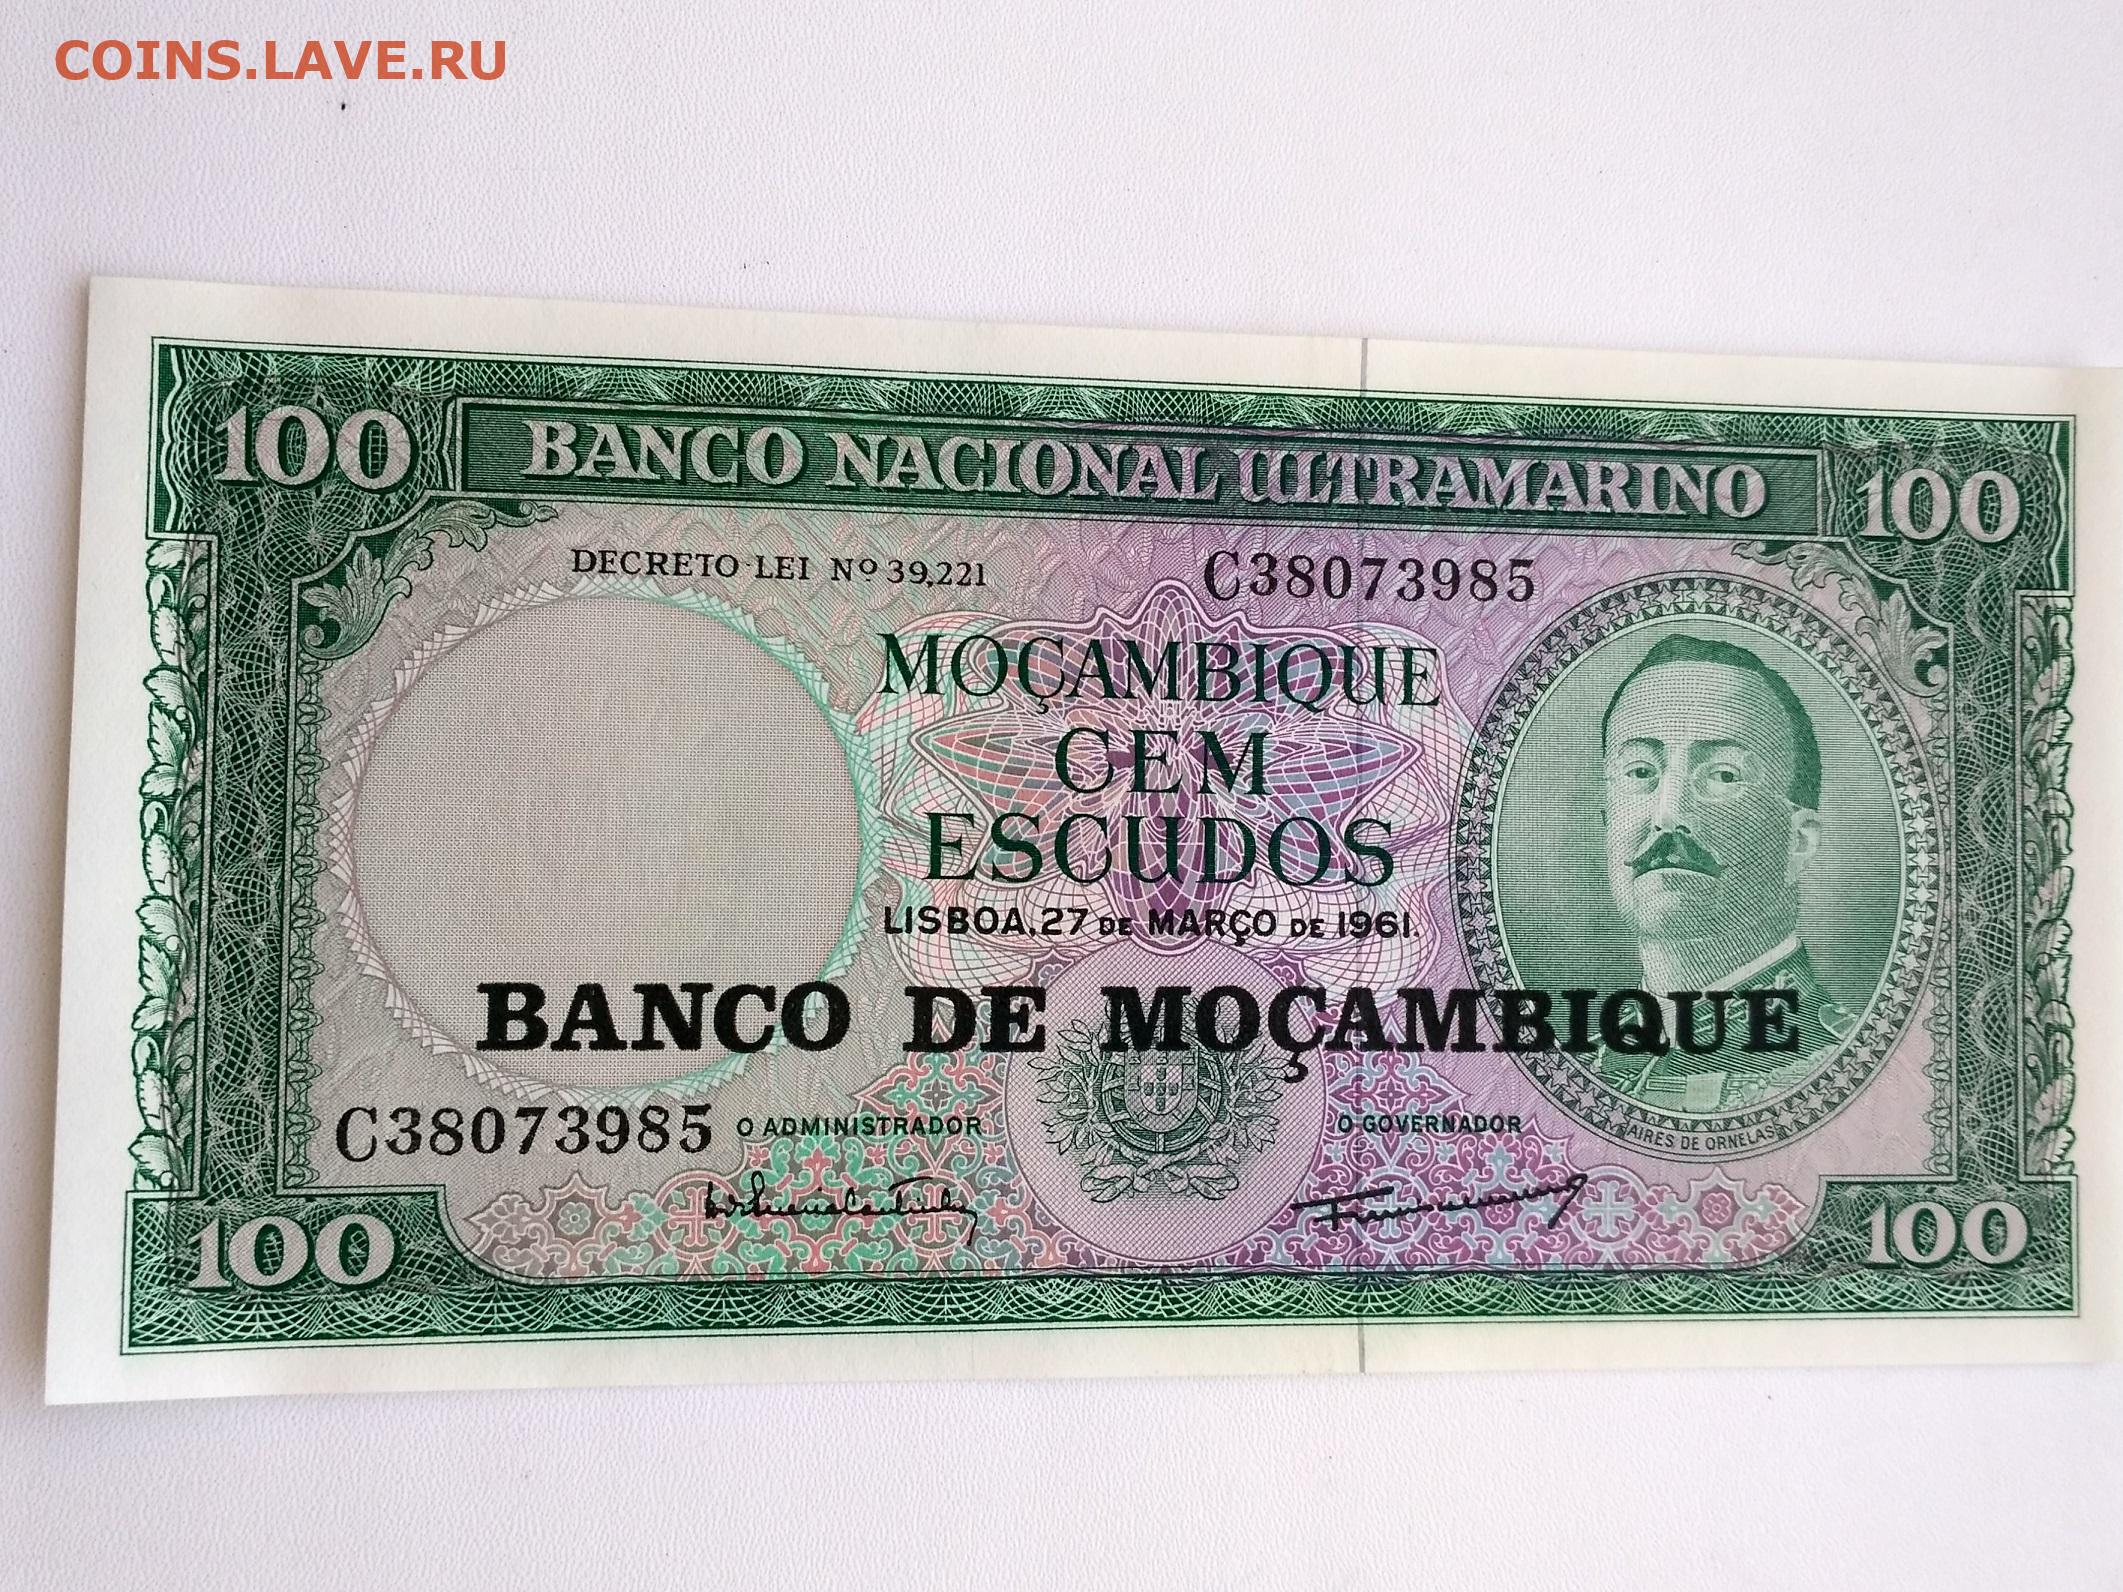 COINS.LAVE.RU
100 BANCO NACIONAL ULTRAMARINO 100
DECRETO-LEI Nº 39,221 C38073985
MOÇAMBIQUE
CEM
ESCUDOS
LISBOA, 27 DE MARÇO DE 1961.
BANCO DE MOÇAMBIQUE
C38073985 O ADMINISTRADOR O GOVERNADOR
AIRES DE ORNELAS
100 100